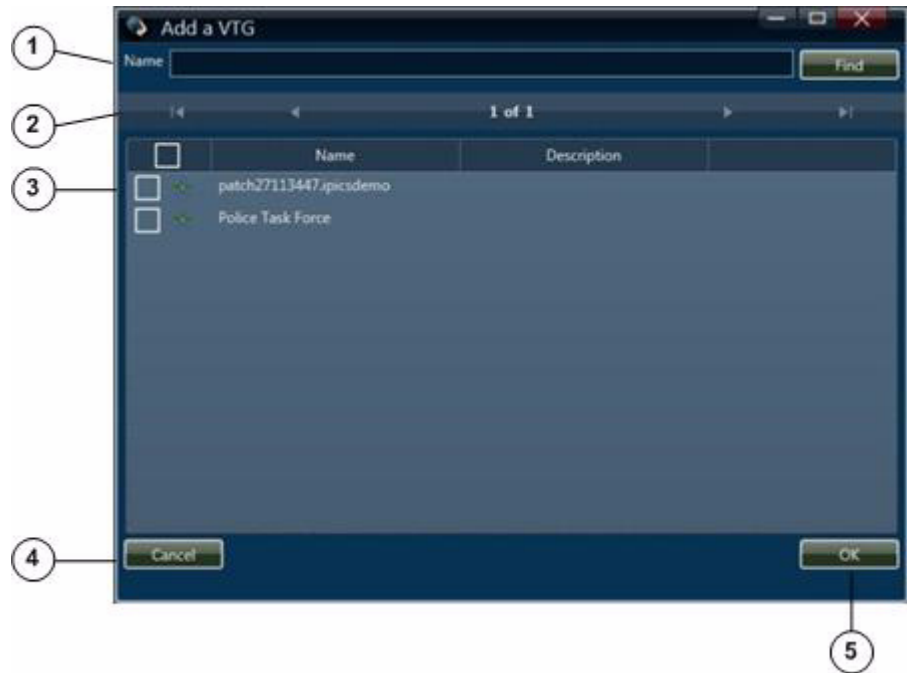 Add a VTG
1
Name
Find
2
1 of 1
Name Description
3
patch27113447.ipicsdemo
Police Task Force
4
Cancel
OK
5